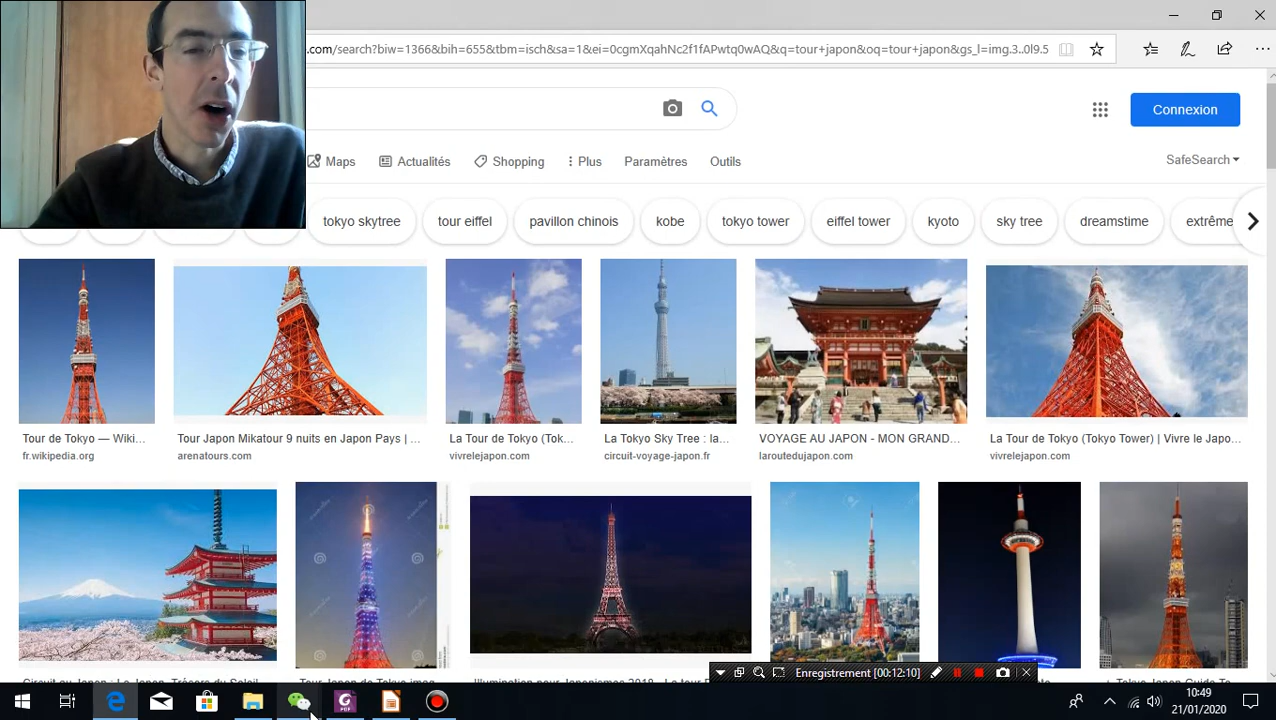 .com/search?biw=1366&bih=655&tbm=isch&sa=1&ei=0cgmXqahNc2f1fAPwtq0wAQ&q=tour+japon&oq=tour+japon&gs_l=img.3..0l9.5
Connexion
Maps Actualités Shopping Plus Paramètres Outils SafeSearch
tokyo skytree tour eiffel pavillon chinois kobe tokyo tower eiffel tower kyoto sky tree dreamstime extrême
Tour de Tokyo — Wiki... Tour Japon Mikatour 9 nuits en Japon Pays | ... La Tour de Tokyo (Tok... La Tokyo Sky Tree : la... VOYAGE AU JAPON - MON GRAND... La Tour de Tokyo (Tokyo Tower) | Vivre le Japo...
fr.wikipedia.org arenatours.com vivrelejapon.com circuit-voyage-japon.fr laroutedujapon.com vivrelejapon.com
Enregistrement [00:12:10]
10:49
21/01/2020